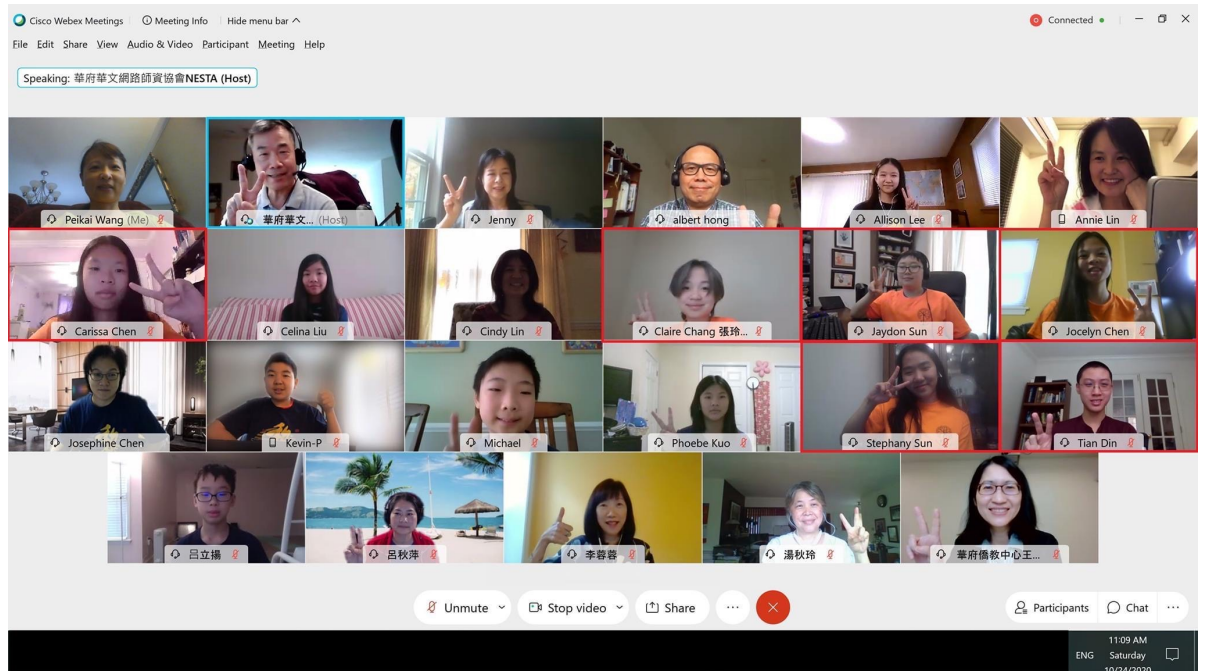 Cisco Webex Meetings Meeting Info Hide menu bar Connected
File Edit Share View Audio & Video Participant Meeting Help
Speaking: 華府華文網路師資協會NESTA (Host)
Peikai Wang (Me) 華府華文... (Host) Jenny albert hong Allison Lee Annie Lin
Carissa Chen Celina Liu Cindy Lin Claire Chang 張玲... Jaydon Sun Jocelyn Chen
Josephine Chen Kevin-P Michael Phoebe Kuo Stephany Sun Tian Din
呂立揚 呂秋萍 李蓉蓉 湯秋玲 華府僑教中心王...
Unmute Stop video Share ... Participants Chat ...
11:09 AM
ENG Saturday
10/24/2020